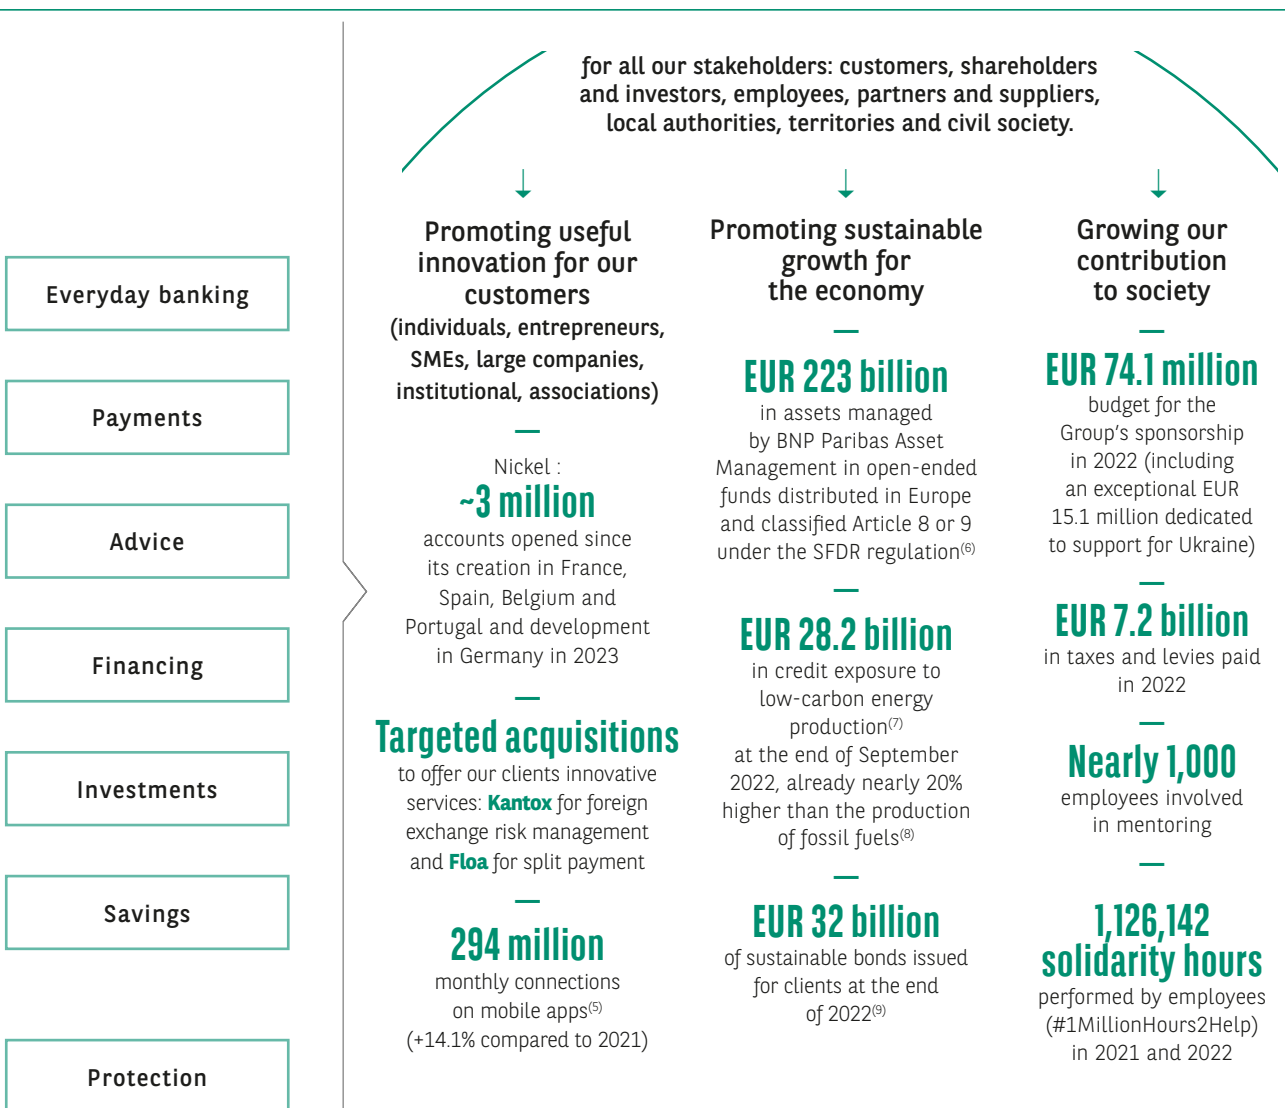 for all our stakeholders: customers, shareholders
and investors, employees, partners and suppliers,
local authorities, territories and civil society.
Everyday banking
Payments
Advice
Financing
Investments
Savings
Protection
Promoting useful
innovation for our
customers
(individuals, entrepreneurs,
SMEs, large companies,
institutional, associations)
Nickel :
~3 million
accounts opened since
its creation in France,
Spain, Belgium and
Portugal and development
in Germany in 2023
Targeted acquisitions
to offer our clients innovative
services: Kantox for foreign
exchange risk management
and Floa for split payment
294 million
monthly connections
on mobile apps(5)
(+14.1% compared to 2021)
Promoting sustainable
growth for
the economy
EUR 223 billion
in assets managed
by BNP Paribas Asset
Management in open-ended
funds distributed in Europe
and classified Article 8 or 9
under the SFDR regulation(6)
EUR 28.2 billion
in credit exposure to
low-carbon energy
production(7)
at the end of September
2022, already nearly 20%
higher than the production
of fossil fuels(8)
EUR 32 billion
of sustainable bonds issued
for clients at the end
of 2022(9)
Growing our
contribution
to society
EUR 74.1 million
budget for the
Group's sponsorship
in 2022 (including
an exceptional EUR
15.1 million dedicated
to support for Ukraine)
EUR 7.2 billion
in taxes and levies paid
in 2022
Nearly 1,000
employees involved
in mentoring
1,126,142
solidarity hours
performed by employees
(#1MillionHours2Help)
in 2021 and 2022